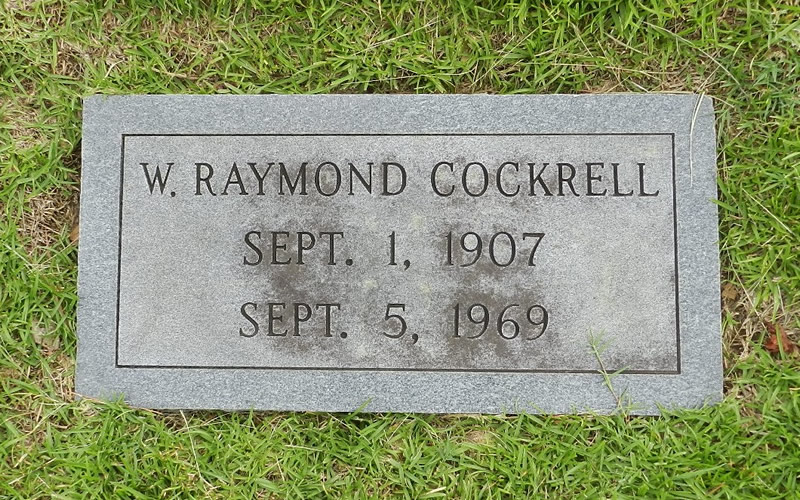 W. RAYMOND COCKRELL
SEPT. 1, 1907
SEPT. 5, 1969